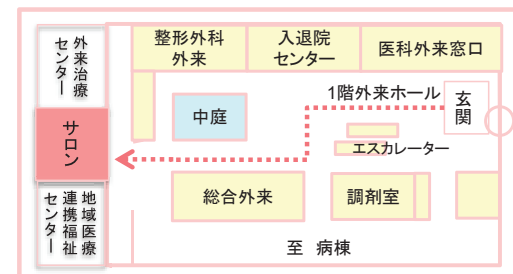 外来治療
センター
サロン
地域医療
連携福祉
センター
整形外科
外来
入退院
センター
医科外来窓口
中庭
1階外来ホール
玄関
エスカレーター
総合外来
調剤室
至 病棟